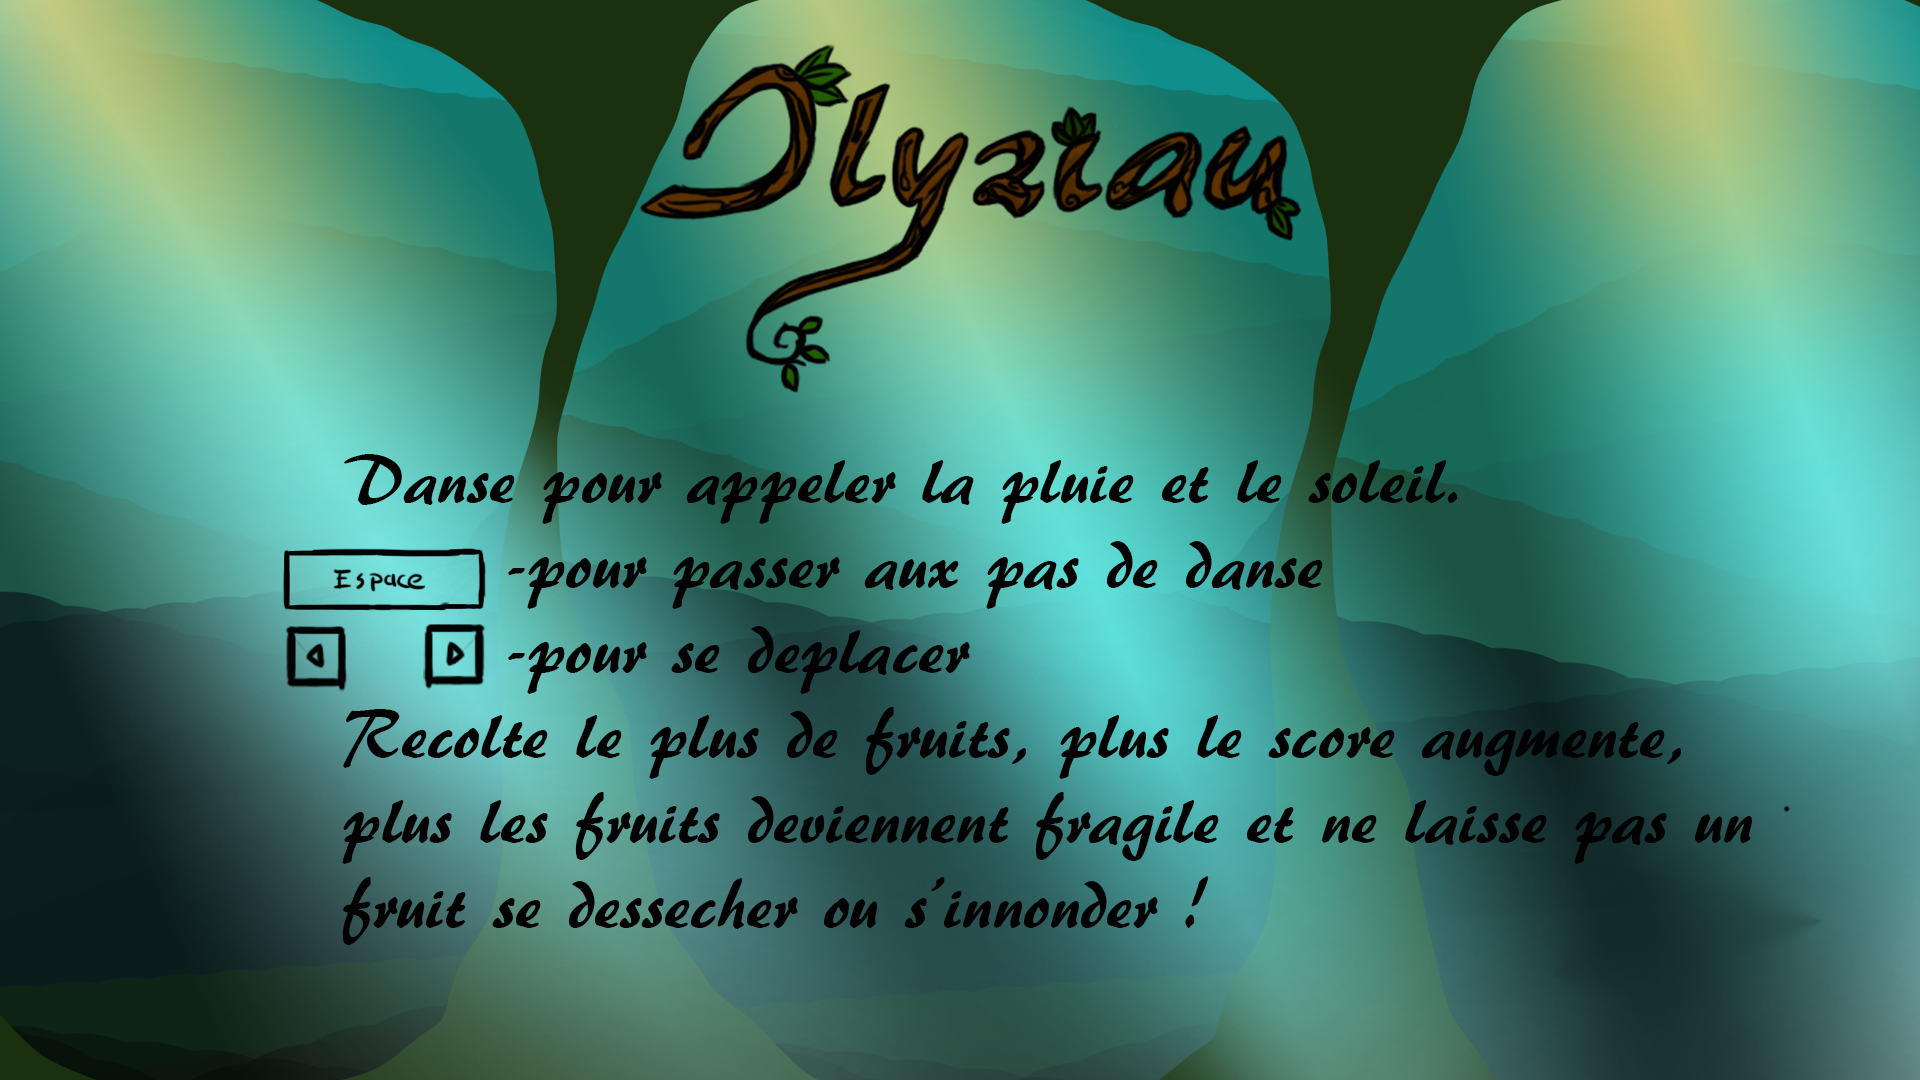 Ilyziau
Danse pour appeler la pluie et le soleil.
Espace -pour passer aux pas de danse
-pour se deplacer
Recolte le plus de fruits, plus le score augmente,
plus les fruits deviennent fragile et ne laisse pas un
fruit se dessecher ou s'innonder !